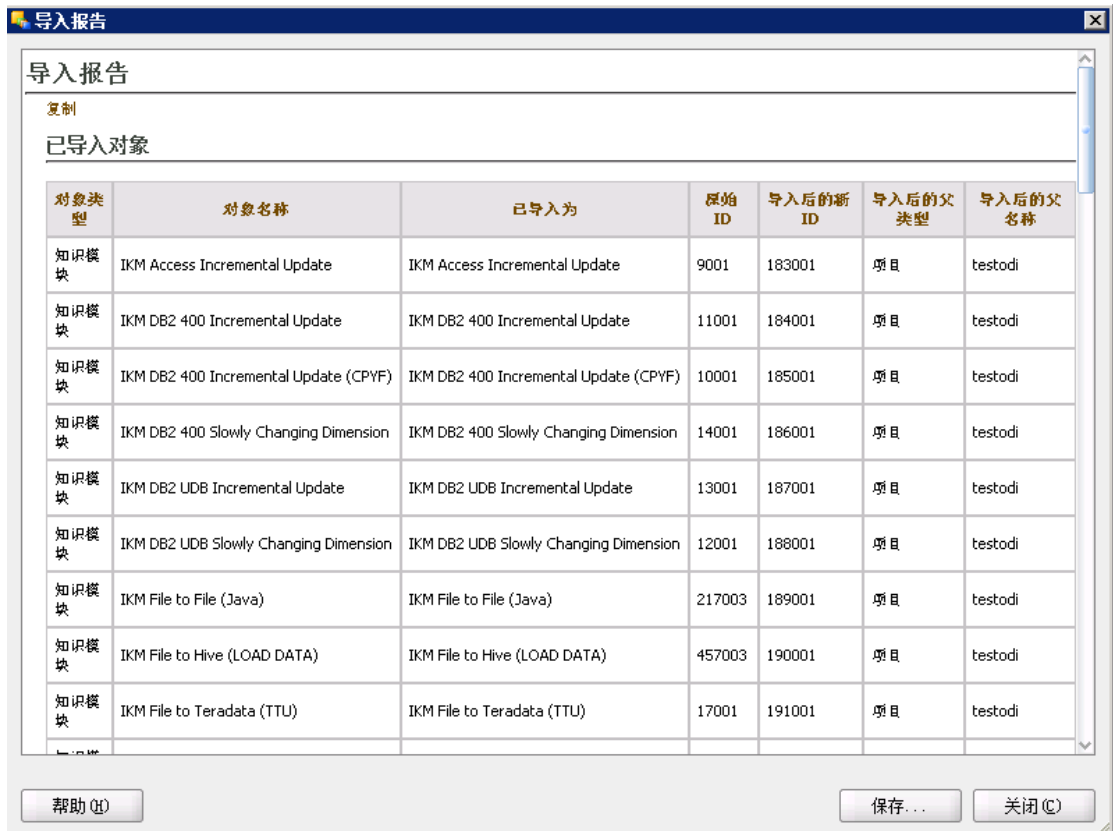 导入报告
导入报告
复制
已导入对象
对象类型 对象名称 已导入为 原始 ID 导入后的新 ID 导入后的父类型 导入后的父名称
知识模块 IKM Access Incremental Update IKM Access Incremental Update 9001 183001 项目 testodi
知识模块 IKM DB2 400 Incremental Update IKM DB2 400 Incremental Update 11001 184001 项目 testodi
知识模块 IKM DB2 400 Incremental Update (CPYF) IKM DB2 400 Incremental Update (CPYF) 10001 185001 项目 testodi
知识模块 IKM DB2 400 Slowly Changing Dimension IKM DB2 400 Slowly Changing Dimension 14001 186001 项目 testodi
知识模块 IKM DB2 UDB Incremental Update IKM DB2 UDB Incremental Update 13001 187001 项目 testodi
知识模块 IKM DB2 UDB Slowly Changing Dimension IKM DB2 UDB Slowly Changing Dimension 12001 188001 项目 testodi
知识模块 IKM File to File (Java) IKM File to File (Java) 217003 189001 项目 testodi
知识模块 IKM File to Hive (LOAD DATA) IKM File to Hive (LOAD DATA) 457003 190001 项目 testodi
知识模块 IKM File to Teradata (TTU) IKM File to Teradata (TTU) 17001 191001 项目 testodi
帮助(H) 保存... 关闭(C)